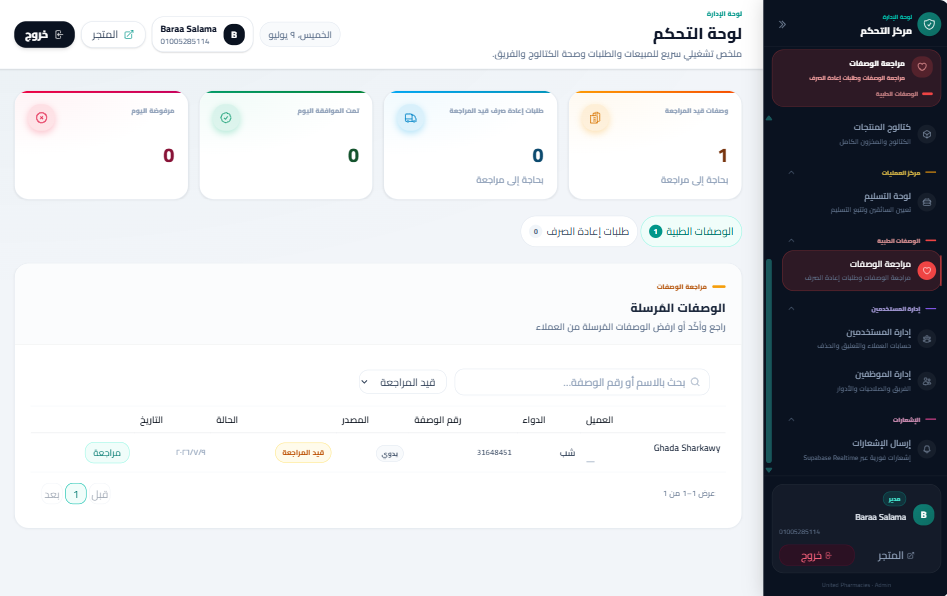 لوحة الإدارة
مركز التحكم
مراجعة الوصفات
مراجعة الوصفات وطلبات إعادة الصرف
الوصفات الطبية
كتالوج المنتجات
الكتالوج والمخزون الكامل
مركز العمليات
لوحة التسليم
تعيين السائقين وتتبع التسليم
الوصفات الطبية
مراجعة الوصفات
مراجعة الوصفات وطلبات إعادة الصرف
إدارة المستخدمين
إدارة المستخدمين
حسابات العملاء والتعليق والحذف
إدارة الموظفين
الفريق والصلاحيات والأدوار
الإشعارات
إرسال الإشعارات
إشعارات فورية عبر Supabase Realtime
مدير
Baraa Salama
B
01005285114
المتجر
خروج
United Pharmacies · Admin
لوحة الإدارة
لوحة التحكم
ملخص تشغيلي سريع للمبيعات والطلبات وصحة الكتالوج والفريق.
الخميس، ٩ يوليو
B
Baraa Salama
01005285114
المتجر
خروج
وصفات قيد المراجعة
1
بحاجة إلى مراجعة
طلبات إعادة صرف قيد المراجعة
0
بحاجة إلى مراجعة
تمت الموافقة اليوم
0
مرفوضة اليوم
0
الوصفات الطبية 1
طلبات إعادة الصرف 0
مراجعة الوصفات
الوصفات المُرسلة
راجع وأكّد أو ارفض الوصفات المُرسلة من العملاء
بحث بالاسم أو رقم الوصفة...
قيد المراجعة
العميل الدواء رقم الوصفة المصدر الحالة التاريخ
Ghada Sharkawy — شب 31648451 يدوي قيد المراجعة ٢٠٢٦/٧/٩ مراجعة
عرض 1–1 من 1
قبل 1 بعد